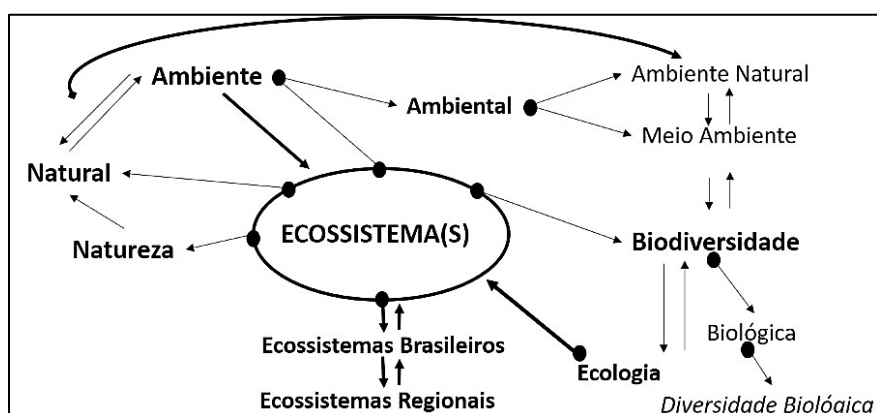 Ambiente
Ambiente Natural
Ambiental
Meio Ambiente
Natural
Natureza
ECOSSISTEMA(S)
Biodiversidade
Ecossistemas Brasileiros
Biológica
Ecologia
Ecossistemas Regionais
Diversidade Biológica